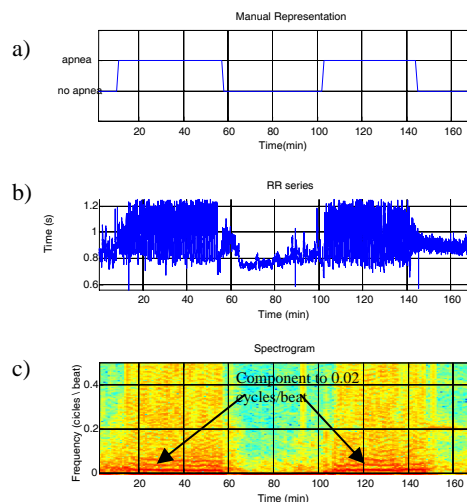 Manual Representation
a)
apnea
no apnea
20 40 60 80 100 120 140 160
Time(min)
b)
RR series
Time (s)
1.2
1
0.8
0.6
20 40 60 80 100 120 140 160
Time (min)
c)
Spectrogram
Frequency (cicles \ beat)
0.4
0.2
0
Component to 0.02
cycles/beat
20 40 60 80 100 120 140 160
Time (min)